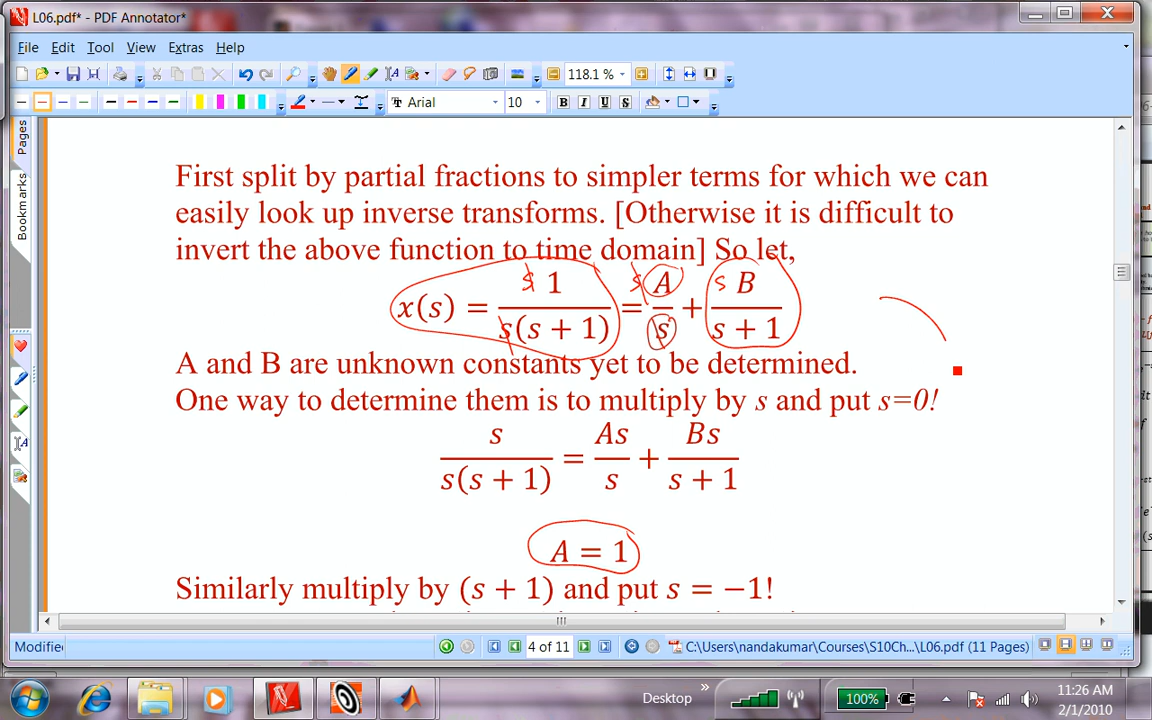 L06.pdf* - PDF Annotator*
File Edit Tool View Extras Help
118.1 %
Arial 10 B I U S
Pages
Bookmarks
First split by partial fractions to simpler terms for which we can
easily look up inverse transforms. [Otherwise it is difficult to
invert the above function to time domain] So let,
s s s
x(s) = 1/s(s + 1) = A/s + B/s + 1
A and B are unknown constants yet to be determined.
One way to determine them is to multiply by s and put s=0!
s/s(s + 1) = As/s + Bs/s + 1
A = 1
Similarly multiply by (s + 1) and put s = −1!
Modifie 4 of 11 C:\Users\nandakumar\Courses\S10Ch...\L06.pdf (11 Pages)
Desktop » 100% 11:26 AM
2/1/2010